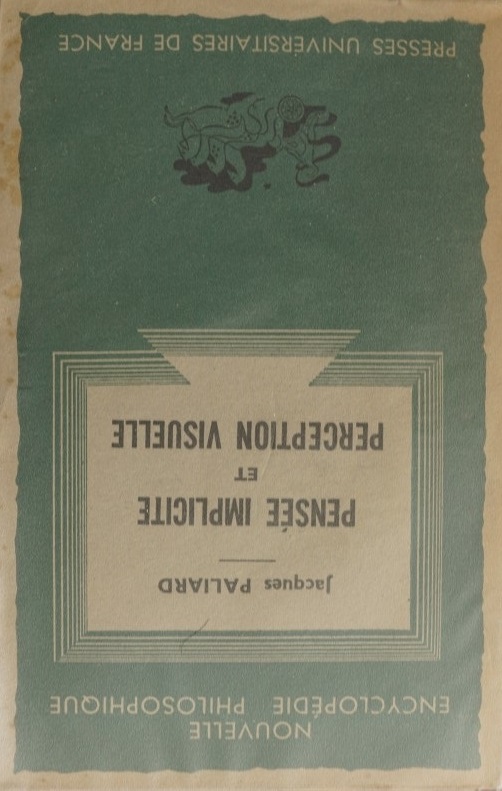 NOUVELLE
ENCYCLOPÉDIE PHILOSOPHIQUE
Jacques PALIARD
PENSÉE IMPLICITE
ET
PERCEPTION VISUELLE
PRESSES UNIVERSITAIRES DE FRANCE